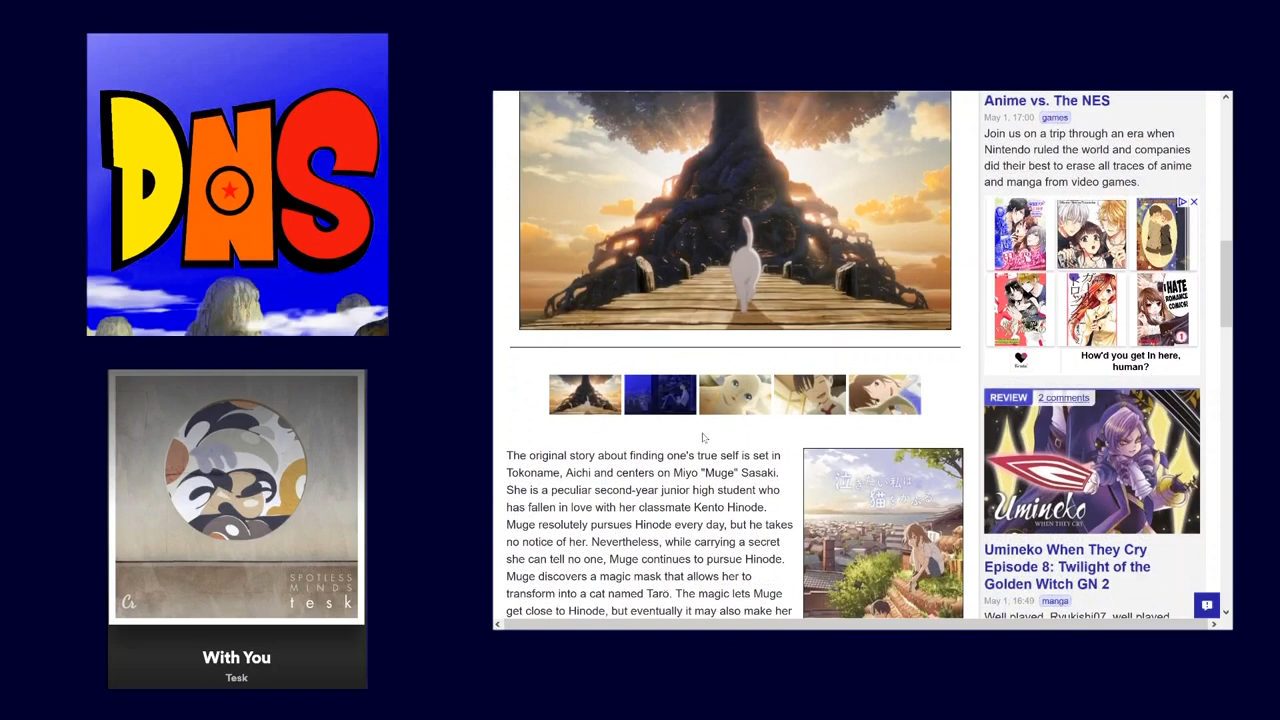 DNS
SPOTLESS
MINDS
tesk
Cr
With You
Tesk
The original story about finding one's true self is set in
Tokoname, Aichi and centers on Miyo "Muge" Sasaki.
She is a peculiar second-year junior high student who
has fallen in love with her classmate Kento Hinode.
Muge resolutely pursues Hinode every day, but he takes
no notice of her. Nevertheless, while carrying a secret
she can tell no one, Muge continues to pursue Hinode.
Muge discovers a magic mask that allows her to
transform into a cat named Taro. The magic lets Muge
get close to Hinode, but eventually it may also make her
泣きたい私は
猫をかぶる
Anime vs. The NES
May 1, 17:00 games
Join us on a trip through an era when
Nintendo ruled the world and companies
did their best to erase all traces of anime
and manga from video games.
I HATE
ROMANCE
COMICS!
1
How'd you get in here,
human?
REVIEW 2 comments
Umineko
WHEN THEY CRY
Umineko When They Cry
Episode 8: Twilight of the
Golden Witch GN 2
May 1, 16:49 manga
Well played, Ryukishi07, well played